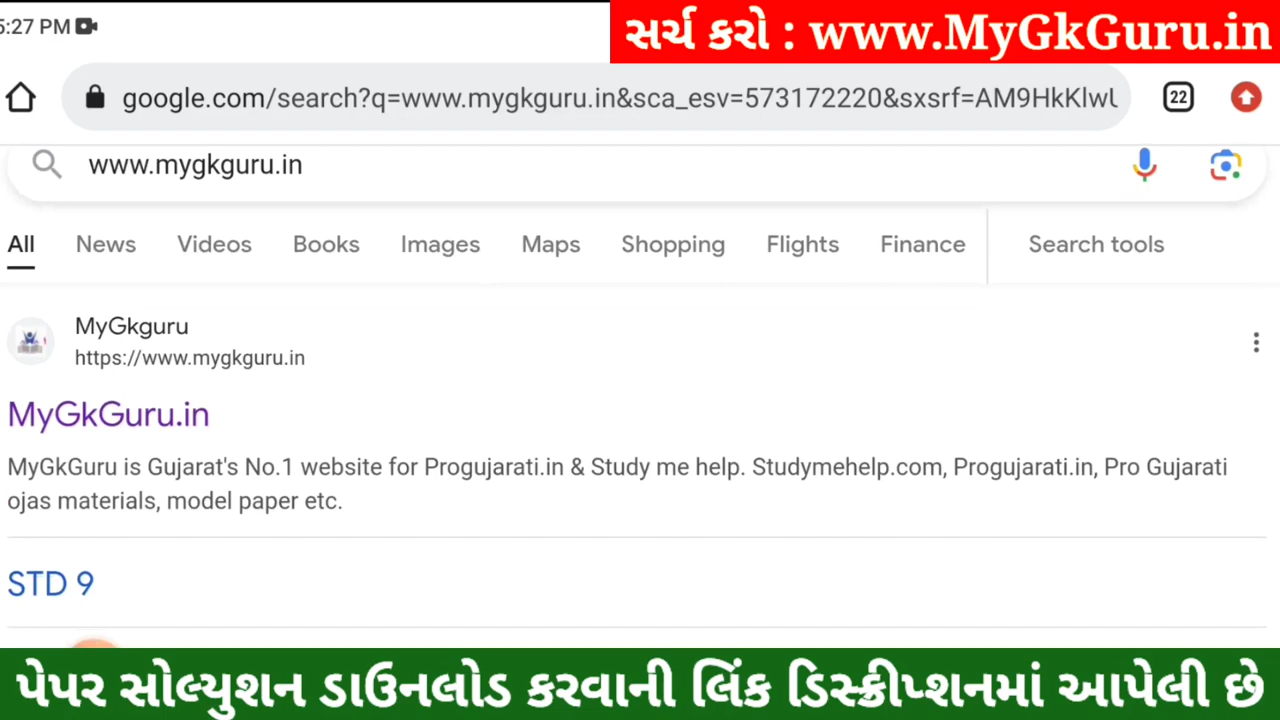 5:27 PM
સર્ચ કરો : www.MyGkGuru.in
google.com/search?q=www.mygkguru.in&sca_esv=573172220&sxsrf=AM9HkKlwU
22
www.mygkguru.in
All News Videos Books Images Maps Shopping Flights Finance Search tools
MyGkguru
https://www.mygkguru.in
MyGkGuru.in
MyGkGuru is Gujarat's No.1 website for Progujarati.in & Study me help. Studymehelp.com, Progujarati.in, Pro Gujarati
ojas materials, model paper etc.
STD 9
પેપર સોલ્યુશન ડાઉનલોડ કરવાની લિંક ડિસ્ક્રીપ્શનમાં આપેલી છે